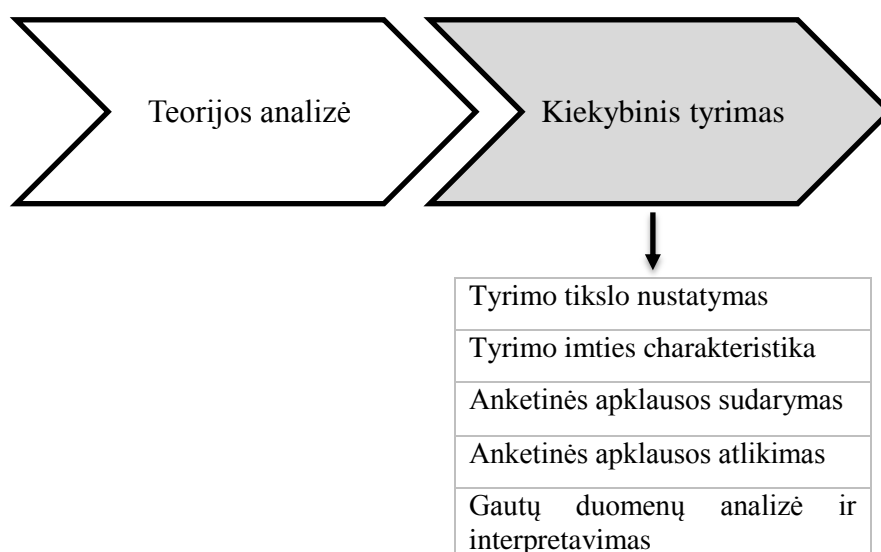 Teorijos analizė
Kiekybinis tyrimas
Tyrimo tikslo nustatymas
Tyrimo imties charakteristika
Anketinės apklausos sudarymas
Anketinės apklausos atlikimas
Gautų duomenų analizė ir
interpretavimas